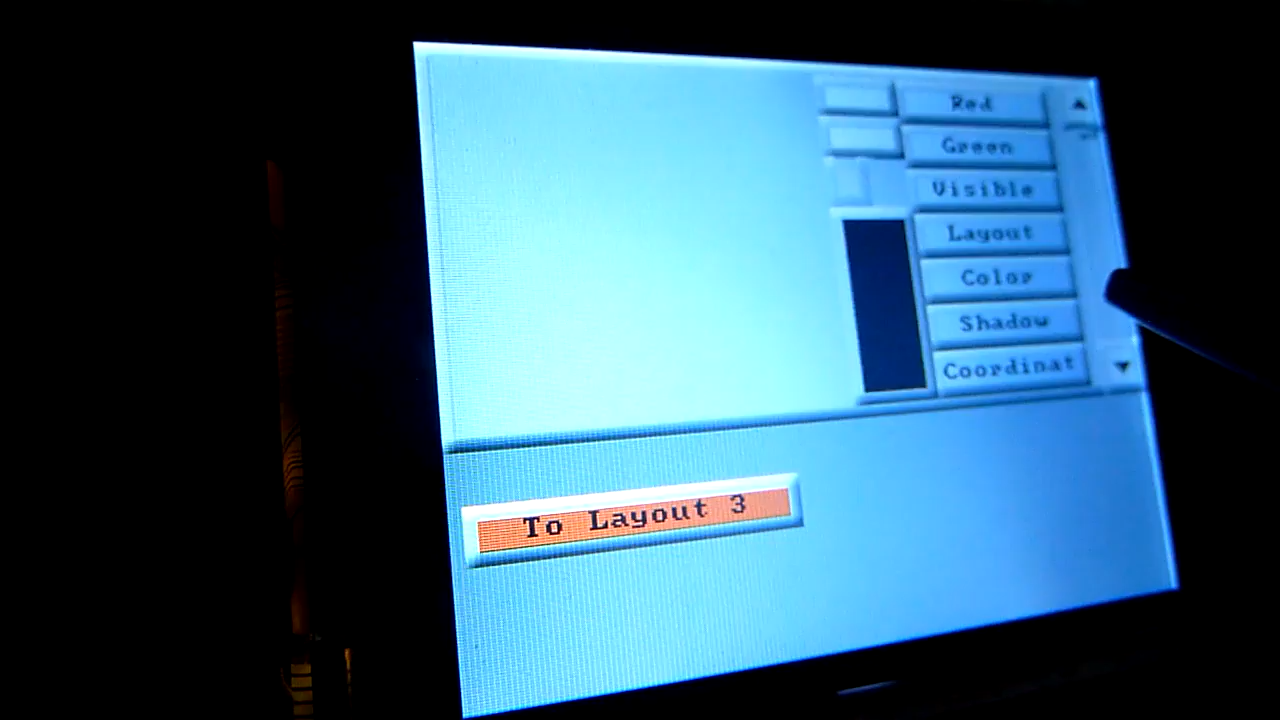 Red
Green
Visible
Layout
Color
Shadow
Coordinat
To Layout 3